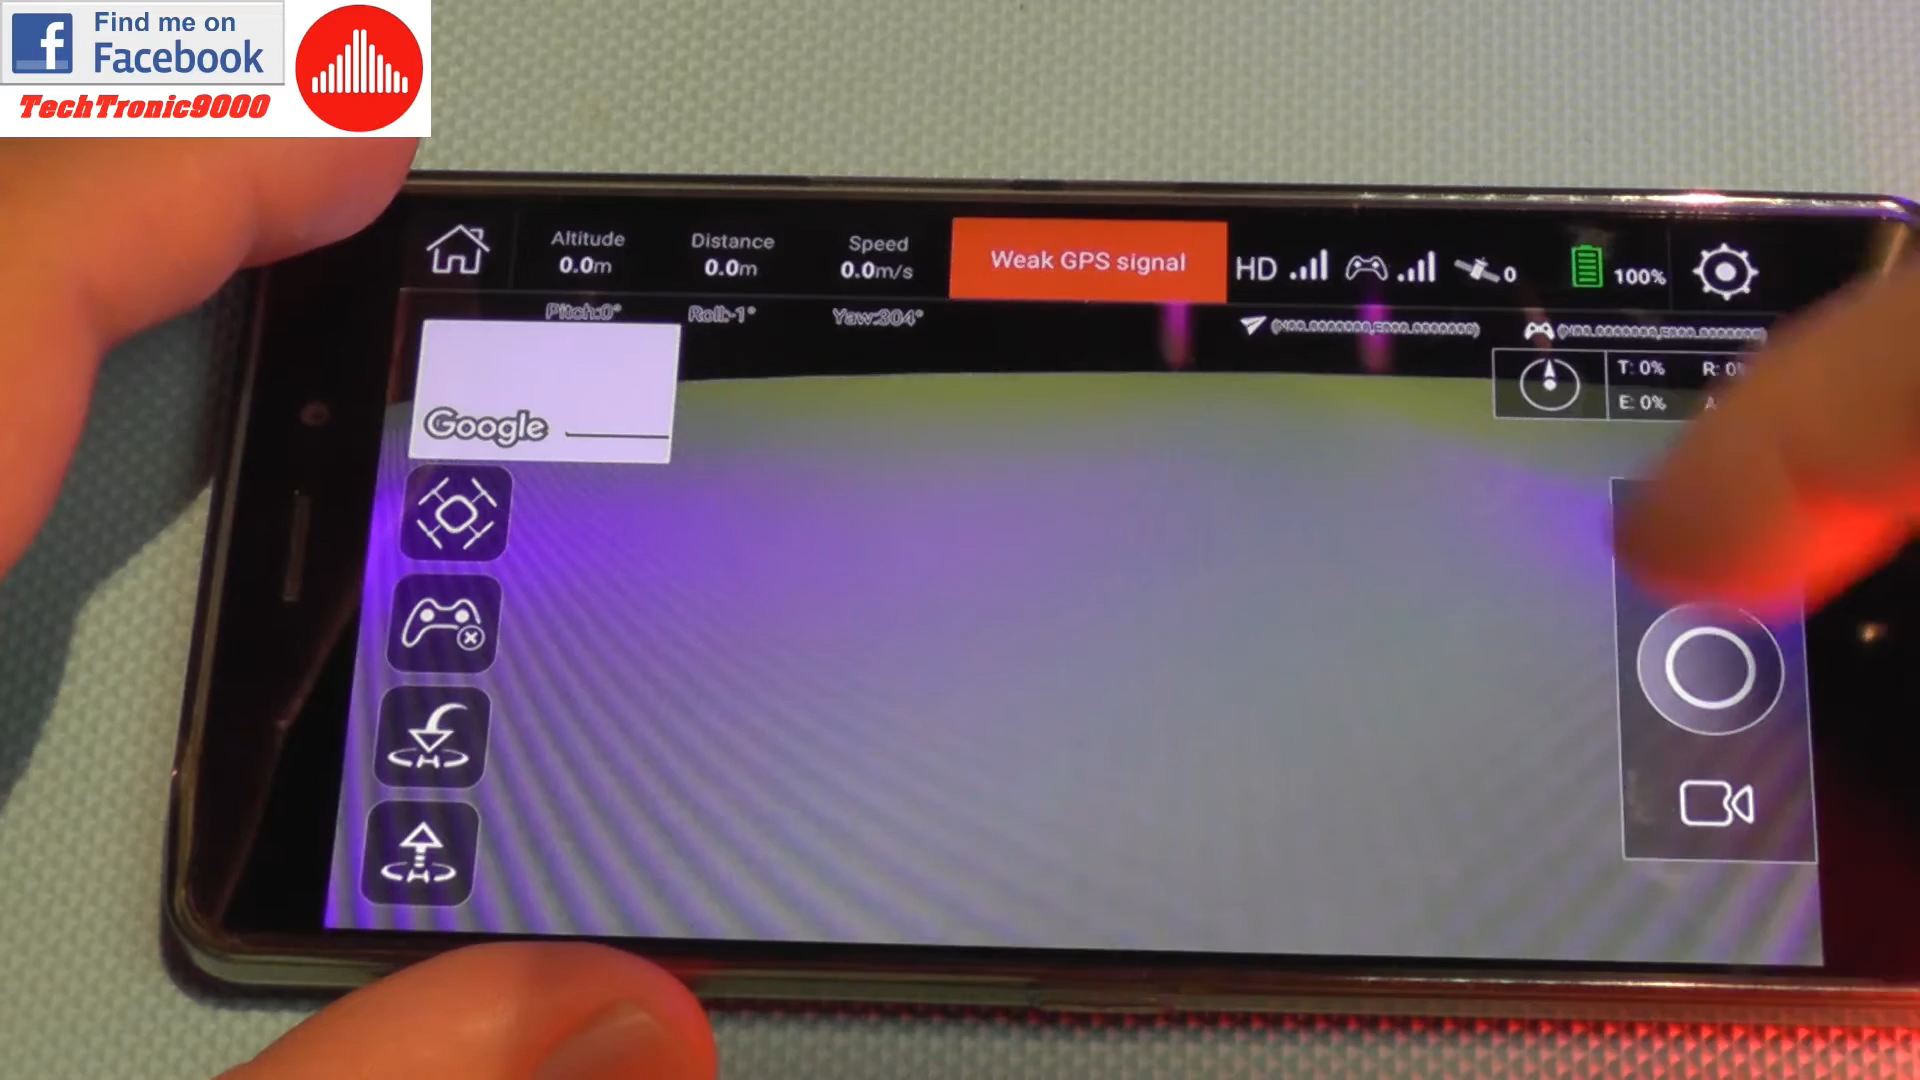 Find me on
Facebook
TechTronic9000
Altitude
0.0m
Distance
0.0m
Speed
0.0m/s
Weak GPS signal
HD
0
100%
Pitch:0°
Roll:-1°
Yaw:304°
T: 0%
E: 0%
Google